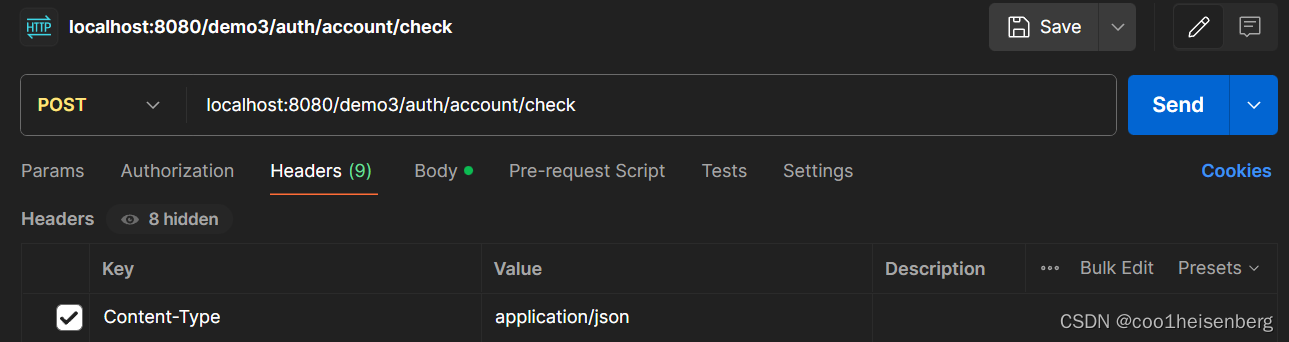 HTTP localhost:8080/demo3/auth/account/check Save
POST localhost:8080/demo3/auth/account/check Send
Params Authorization Headers (9) Body Pre-request Script Tests Settings Cookies
Headers 8 hidden
Key Value Description ••• Bulk Edit Presets
Content-Type application/json
CSDN @coo1heisenberg